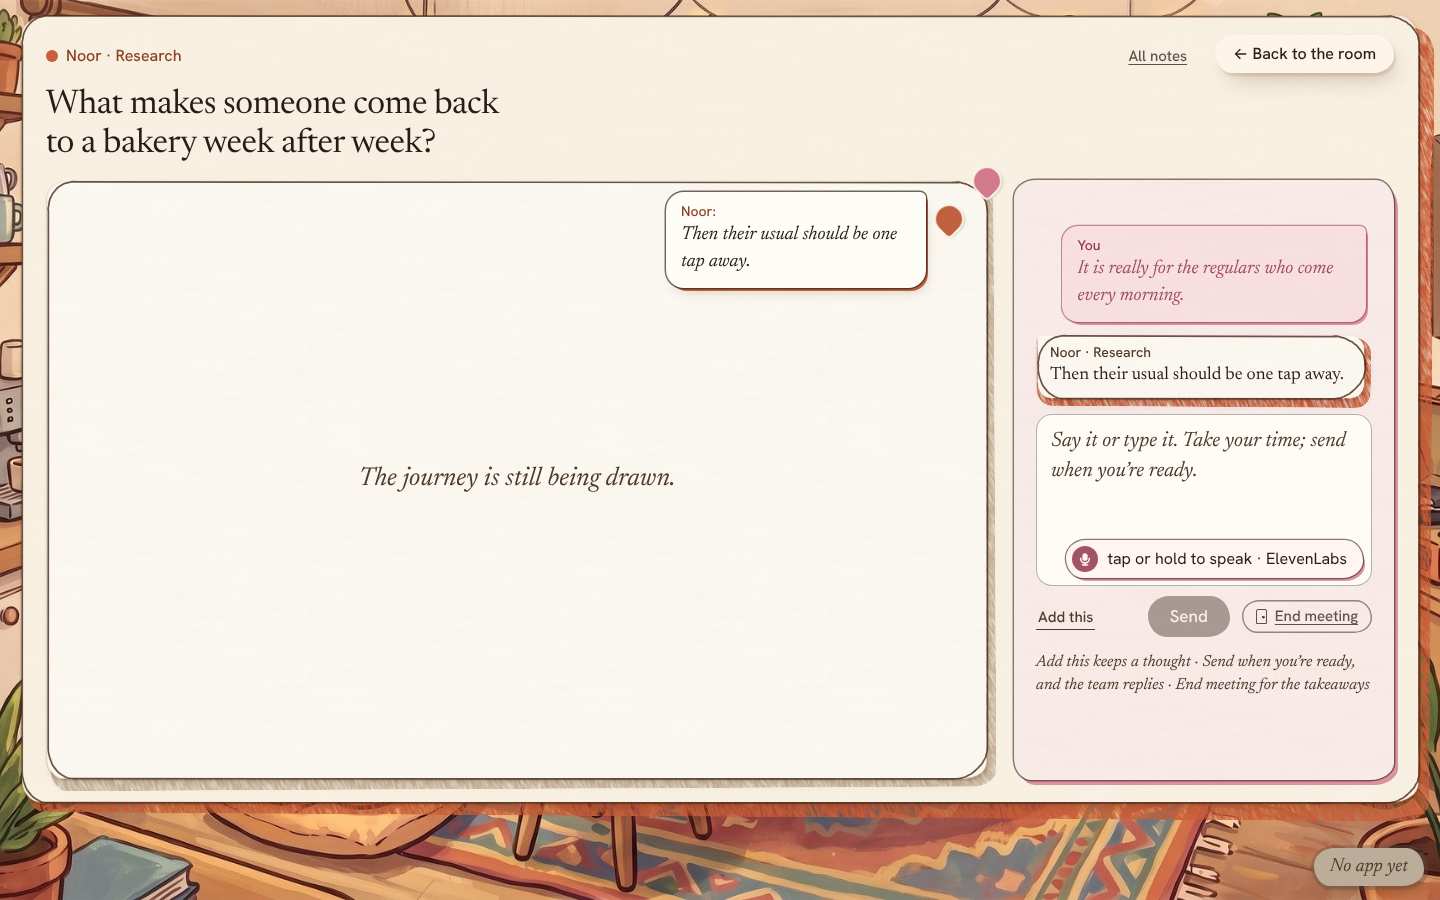 Noor · Research
All notes
← Back to the room
What makes someone come back
to a bakery week after week?
Noor:
Then their usual should be one
tap away.
The journey is still being drawn.
You
It is really for the regulars who come
every morning.
Noor · Research
Then their usual should be one tap away.
Say it or type it. Take your time; send
when you’re ready.
tap or hold to speak · ElevenLabs
Add this
Send
End meeting
Add this keeps a thought · Send when you’re ready,
and the team replies · End meeting for the takeaways
No app yet